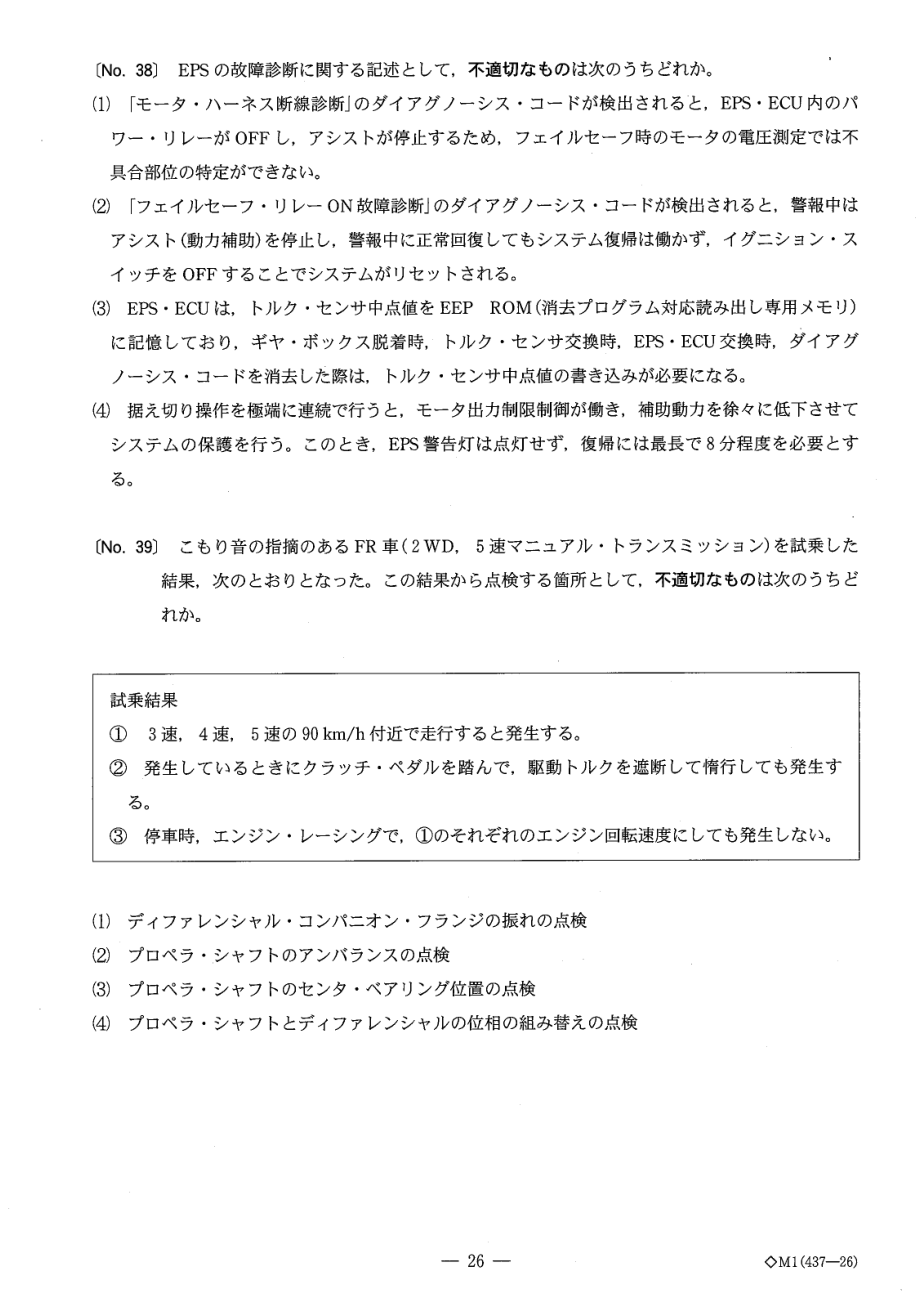 〔No. 38〕 EPS の故障診断に関する記述として，不適切なものは次のうちどれか。
⑴ 「モータ・ハーネス断線診断」のダイアグノーシス・コードが検出されると，EPS・ECU 内のパ
ワー・リレーが OFF し，アシストが停止するため，フェイルセーフ時のモータの電圧測定では不
具合部位の特定ができない。
⑵ 「フェイルセーフ・リレー ON 故障診断」のダイアグノーシス・コードが検出されると，警報中は
アシスト(動力補助)を停止し，警報中に正常回復してもシステム復帰は働かず，イグニション・ス
イッチを OFF することでシステムがリセットされる。
⑶ EPS・ECU は，トルク・センサ中点値を EEP ROM(消去プログラム対応読み出し専用メモリ)
に記憶しており，ギヤ・ボックス脱着時，トルク・センサ交換時，EPS・ECU 交換時，ダイアグ
ノーシス・コードを消去した際は，トルク・センサ中点値の書き込みが必要になる。
⑷ 据え切り操作を極端に連続で行うと，モータ出力制限制御が働き，補助動力を徐々に低下させて
システムの保護を行う。このとき，EPS 警告灯は点灯せず，復帰には最長で 8 分程度を必要とす
る。
〔No. 39〕 こもり音の指摘のある FR 車( 2 WD， 5 速マニュアル・トランスミッション)を試乗した
結果，次のとおりとなった。この結果から点検する箇所として，不適切なものは次のうちど
れか。
試乗結果
① 3 速， 4 速， 5 速の 90 km/h 付近で走行すると発生する。
② 発生しているときにクラッチ・ペダルを踏んで，駆動トルクを遮断して惰行しても発生す
る。
③ 停車時，エンジン・レーシングで，①のそれぞれのエンジン回転速度にしても発生しない。
⑴ ディファレンシャル・コンパニオン・フランジの振れの点検
⑵ プロペラ・シャフトのアンバランスの点検
⑶ プロペラ・シャフトのセンタ・ベアリング位置の点検
⑷ プロペラ・シャフトとディファレンシャルの位相の組み替えの点検
— 26 —
◇M1(437—26)